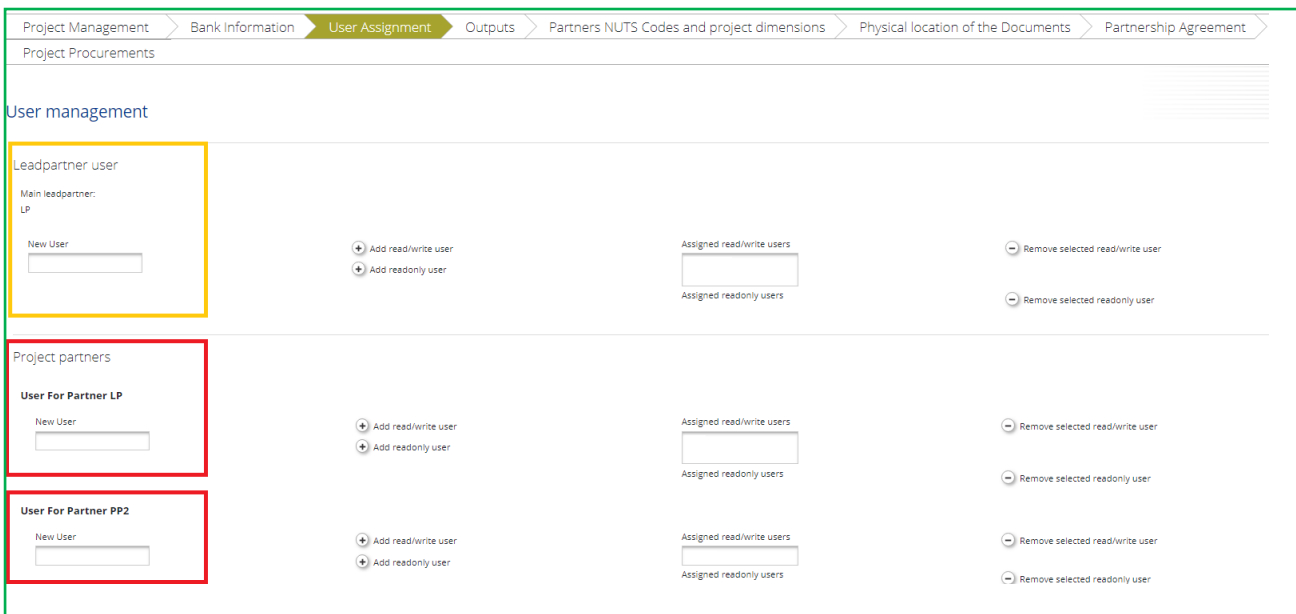 Project Management Bank Information User Assignment Outputs Partners NUTS Codes and project dimensions Physical location of the Documents Partnership Agreement
Project Procurements
User management
Leadpartner user
Main leadpartner:
LP
New User
Add read/write user
Add readonly user
Assigned read/write users
Assigned readonly users
Remove selected read/write user
Remove selected readonly user
Project partners
User For Partner LP
New User
Add read/write user
Add readonly user
Assigned read/write users
Assigned readonly users
Remove selected read/write user
Remove selected readonly user
User For Partner PP2
New User
Add read/write user
Add readonly user
Assigned read/write users
Assigned readonly users
Remove selected read/write user
Remove selected readonly user